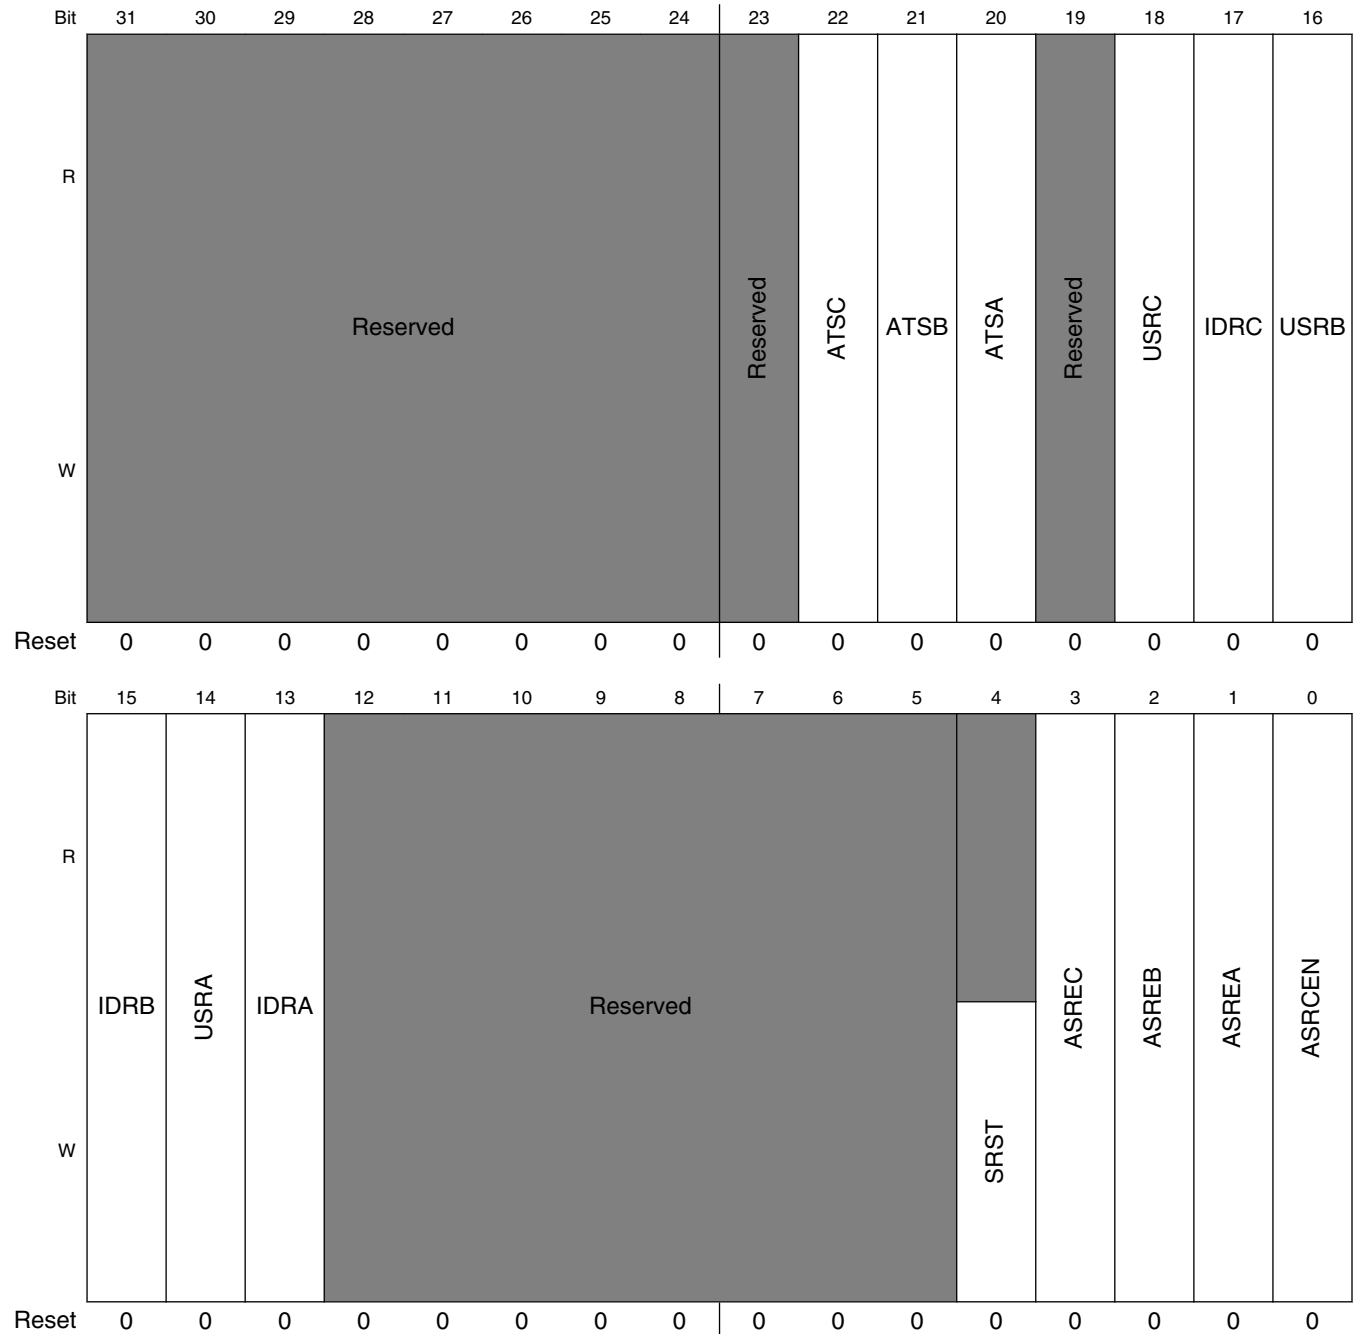 Bit 31 30 29 28 27 26 25 24 23 22 21 20 19 18 17 16
R
Reserved Reserved ATSC ATSB ATSA Reserved USRC IDRC USRB
W
Reset 0 0 0 0 0 0 0 0 0 0 0 0 0 0 0 0
Bit 15 14 13 12 11 10 9 8 7 6 5 4 3 2 1 0
R
IDRB USRA IDRA Reserved ASREC ASREB ASREA ASRCEN
W SRST
Reset 0 0 0 0 0 0 0 0 0 0 0 0 0 0 0 0